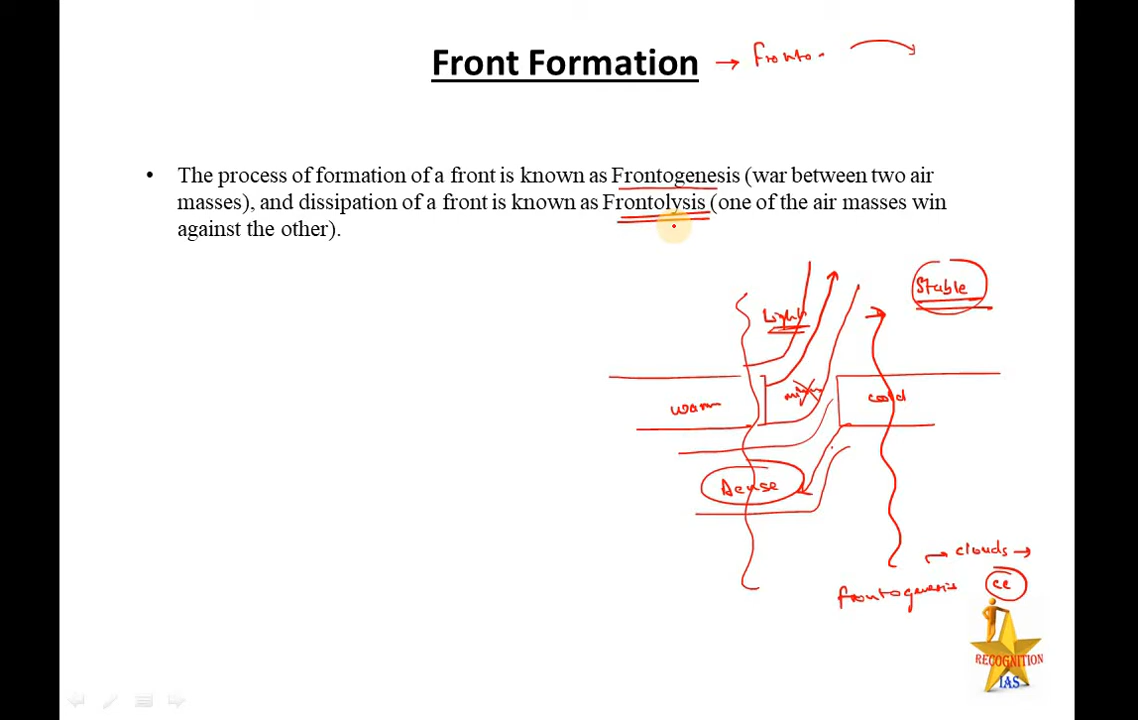 Front Formation → Fronto.
• The process of formation of a front is known as Frontogenesis (war between two air
masses), and dissipation of a front is known as Frontolysis (one of the air masses win
against the other).
Stable
Light
warm
cold
Dense
clouds
frontogenesis
cc
RECOGNITION
IAS